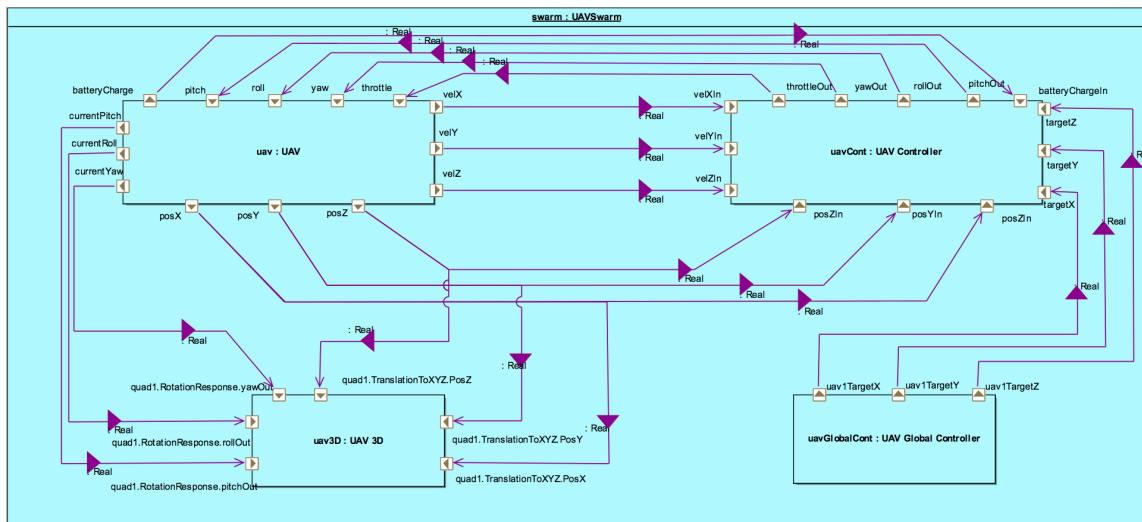 swarm : UAVSwarm
: Real
: Real
: Real
: Real
: Real
batteryCharge
pitch
roll
yaw
throttle
throttleOut
yawOut
rollOut
pitchOut
batteryChargeIn
currentPitch
currentRoll
currentYaw
velX
velY
velZ
: Real
: Real
: Real
velXIn
velYIn
velZIn
targetZ
targetY
targetX
uav : UAV
uavCont : UAV Controller
posX
posY
posZ
posZIn
posYIn
posZIn
: Real
: Real
: Real
: Real
: Real
: Real
: Real
: Real
: Real
: Real
quad1.RotationResponse.yawOut
quad1.TranslationToXYZ.PosZ
uav1TargetX
uav1TargetY
uav1TargetZ
uav3D : UAV 3D
uavGlobalCont : UAV Global Controller
: Real
: Real
quad1.RotationResponse.rollOut
quad1.TranslationToXYZ.PosY
: Real
quad1.RotationResponse.pitchOut
quad1.TranslationToXYZ.PosX